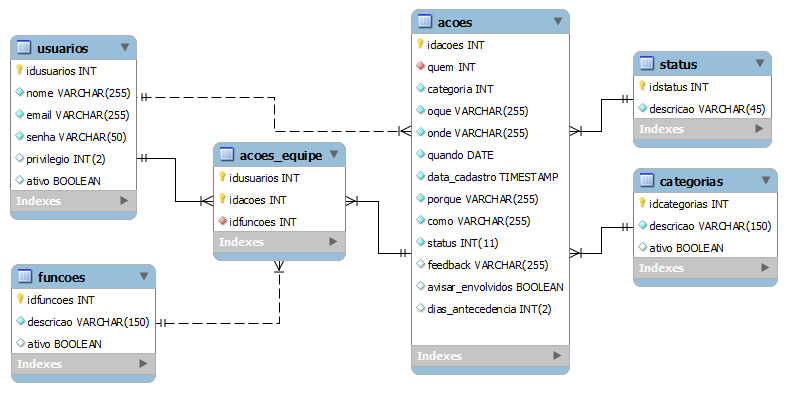 usuarios
idusuarios INT
nome VARCHAR(255)
email VARCHAR(255)
senha VARCHAR(50)
privilegio INT(2)
ativo BOOLEAN
Indexes
funcoes
idfuncoes INT
descricao VARCHAR(150)
ativo BOOLEAN
Indexes
acoes_equipe
idusuarios INT
idacoes INT
idfuncoes INT
Indexes
acoes
idacoes INT
quem INT
categoria INT
oque VARCHAR(255)
onde VARCHAR(255)
quando DATE
data_cadastro TIMESTAMP
porque VARCHAR(255)
como VARCHAR(255)
status INT(11)
feedback VARCHAR(255)
avisar_envolvidos BOOLEAN
dias_antecedencia INT(2)
Indexes
status
idstatus INT
descricao VARCHAR(45)
Indexes
categorias
idcategorias INT
descricao VARCHAR(150)
ativo BOOLEAN
Indexes